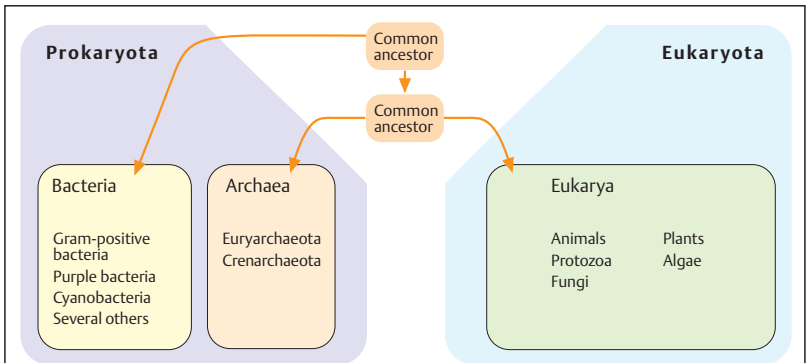 Prokaryota
Common
ancestor
Eukaryota
Common
ancestor
Bacteria
Gram-positive
bacteria
Purple bacteria
Cyanobacteria
Several others
Archaea
Euryarchaeota
Crenarchaeota
Eukarya
Animals
Protozoa
Fungi
Plants
Algae